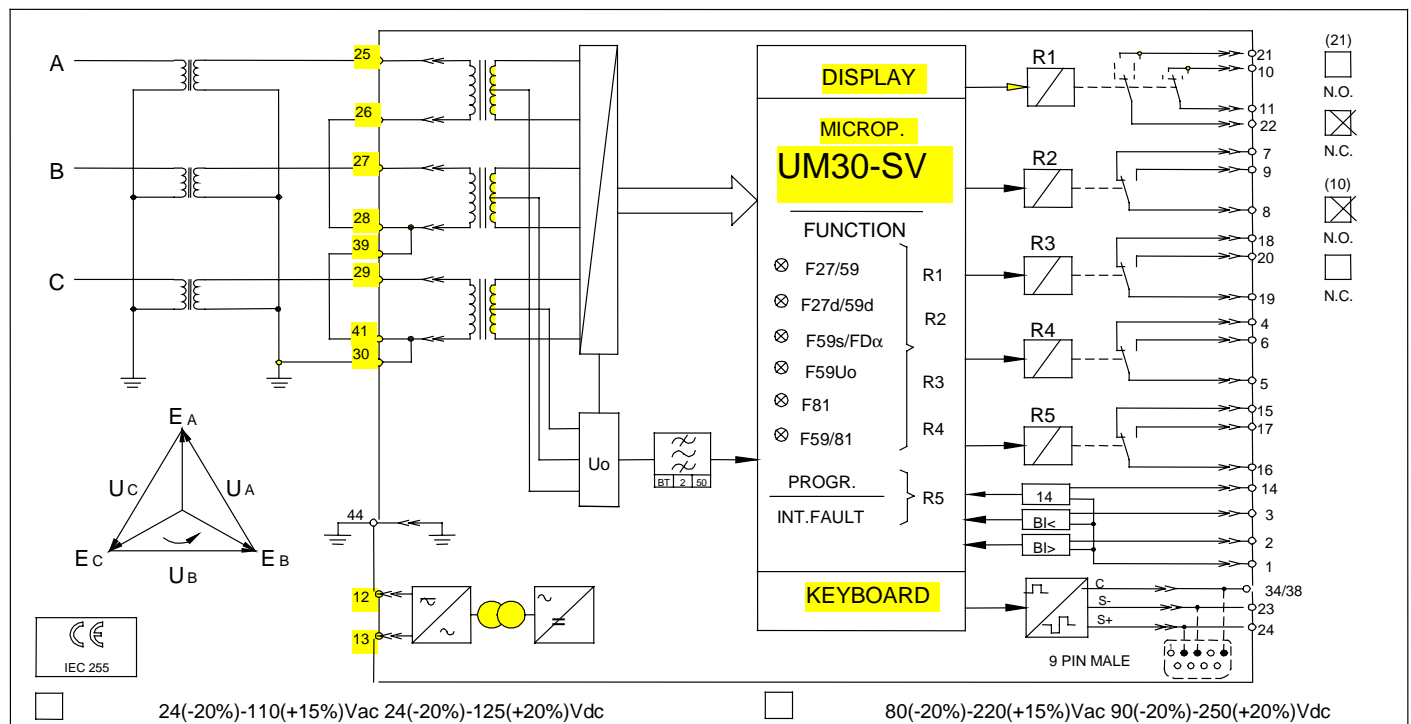 A
B
C
25
26
27
28
39
29
41
30
44
12
13
E A
U C
U A
E C
U B
E B
CE
IEC 255
Uo
BT 2 50
DISPLAY
MICROP.
UM30-SV
FUNCTION
F27/59
F27d/59d
F59s/FDα
F59Uo
F81
F59/81
R1
R2
R3
R4
PROGR.
INT.FAULT
R5
KEYBOARD
R1
R2
R3
R4
R5
14
BI<
BI>
C
S-
S+
9 PIN MALE
1
21
10
11
22
7
9
8
18
20
19
4
6
5
15
17
16
14
3
2
1
34/38
23
24
(21)
N.O.
N.C.
(10)
N.O.
N.C.
24(-20%)-110(+15%)Vac 24(-20%)-125(+20%)Vdc
80(-20%)-220(+15%)Vac 90(-20%)-250(+20%)Vdc